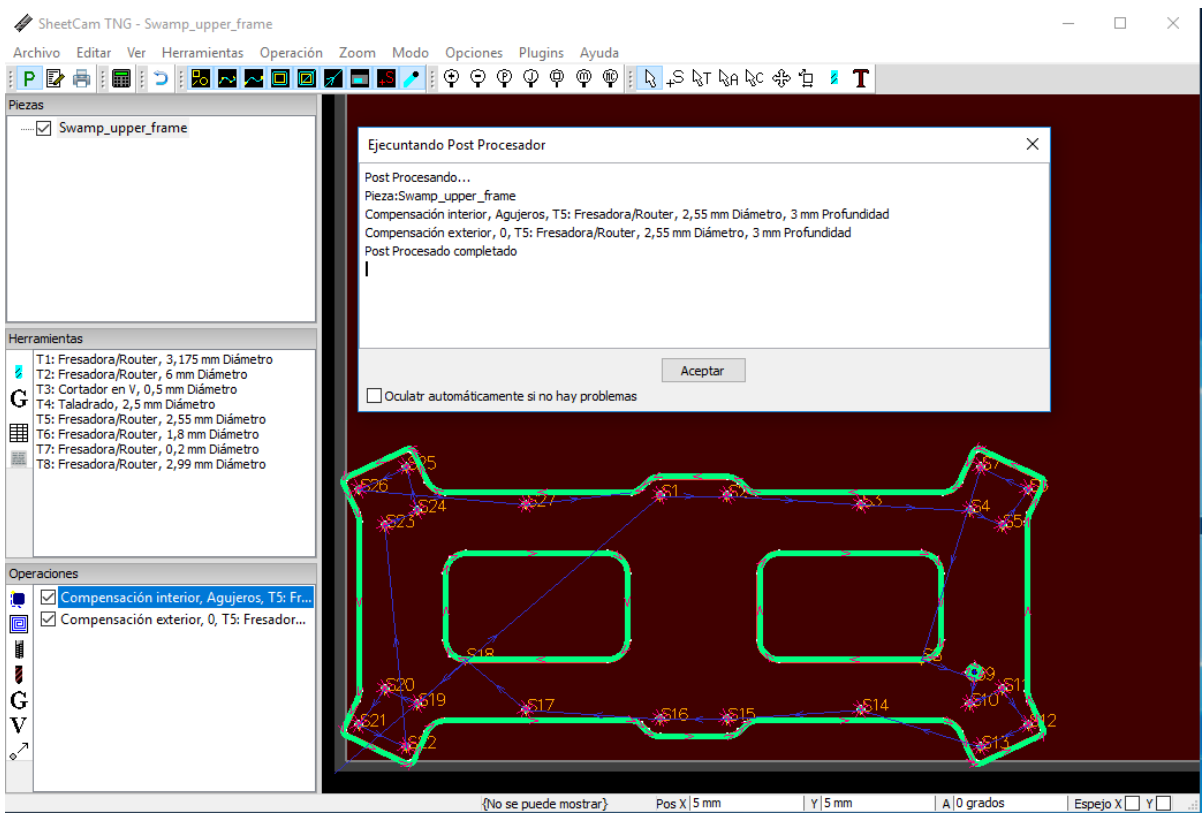 SheetCam TNG - Swamp_upper_frame
Archivo Editar Ver Herramientas Operación Zoom Modo Opciones Plugins Ayuda
Piezas
Swamp_upper_frame
Ejecuntando Post Procesador
Post Procesando...
Pieza:Swamp_upper_frame
Compensación interior, Agujeros, T5: Fresadora/Router, 2,55 mm Diámetro, 3 mm Profundidad
Compensación exterior, 0, T5: Fresadora/Router, 2,55 mm Diámetro, 3 mm Profundidad
Post Procesado completado
Aceptar
Oculatr automáticamente si no hay problemas
Herramientas
T1: Fresadora/Router, 3,175 mm Diámetro
T2: Fresadora/Router, 6 mm Diámetro
T3: Cortador en V, 0,5 mm Diámetro
T4: Taladrado, 2,5 mm Diámetro
T5: Fresadora/Router, 2,55 mm Diámetro
T6: Fresadora/Router, 1,8 mm Diámetro
T7: Fresadora/Router, 0,2 mm Diámetro
T8: Fresadora/Router, 2,99 mm Diámetro
Operaciones
Compensación interior, Agujeros, T5: Fr...
Compensación exterior, 0, T5: Fresador...
S25 S7
S26 S1 S3
S27 S4
S24
S23 S5
S18
S9
S20 S11
S19 S10
S17 S14
S21 S16 S15 S12
S22 S13
{No se puede mostrar} Pos X 5 mm Y 5 mm A 0 grados Espejo X Y